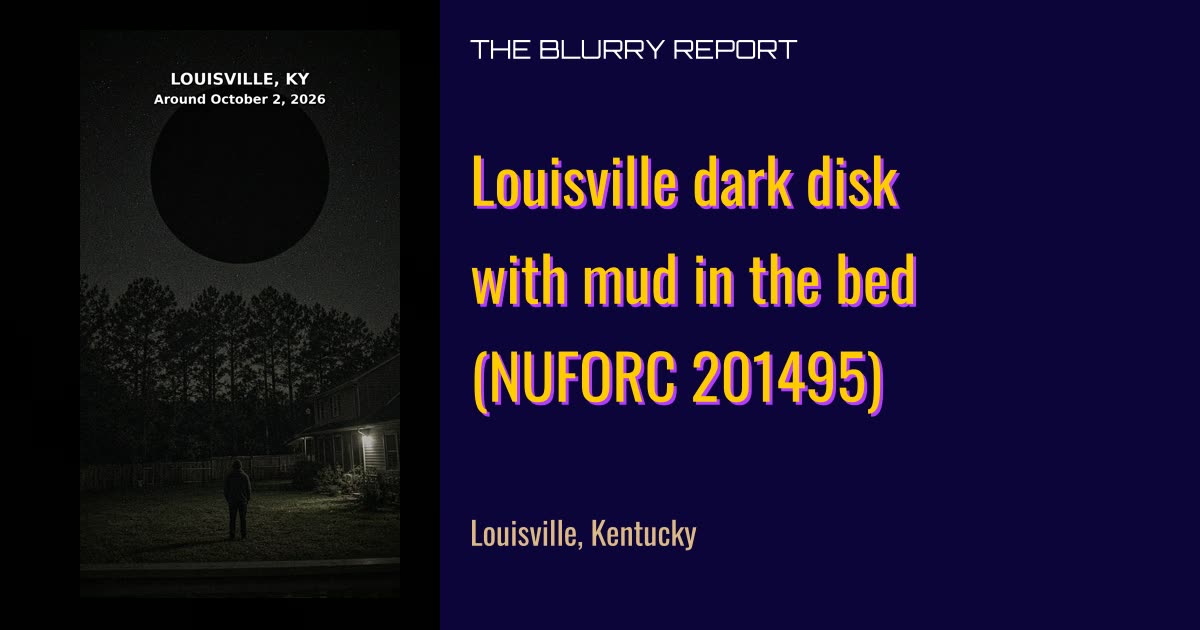 LOUISVILLE, KY
Around October 2, 2026
THE BLURRY REPORT
Louisville dark disk
with mud in the bed
(NUFORC 201495)
Louisville, Kentucky